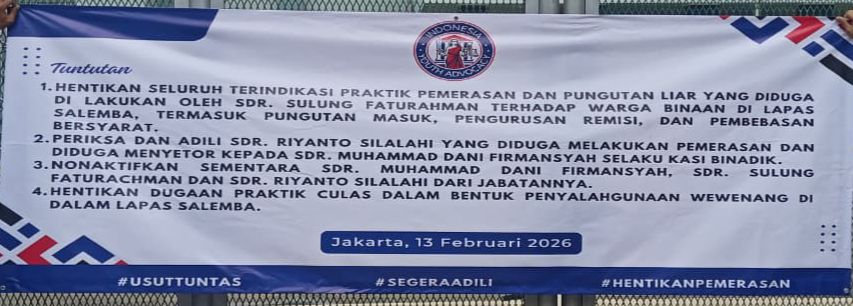 INDONESIA
YOUTH ADVOCACY
Tuntutan
1. HENTIKAN SELURUH TERINDIKASI PRAKTIK PEMERASAN DAN PUNGUTAN LIAR YANG DIDUGA
DI LAKUKAN OLEH SDR. SULUNG FATURAHMAN TERHADAP WARGA BINAAN DI LAPAS
SALEMBA, TERMASUK PUNGUTAN MASUK, PENGURUSAN REMISI, DAN PEMBEBASAN
BERSYARAT.
2. PERIKSA DAN ADILI SDR. RIYANTO SILALAHI YANG DIDUGA MELAKUKAN PEMERASAN DAN
DIDUGA MENYETOR KEPADA SDR. MUHAMMAD DANI FIRMANSYAH SELAKU KASI BINADIK.
3. NONAKTIFKAN SEMENTARA SDR. MUHAMMAD DANI FIRMANSYAH, SDR. SULUNG
FATURACHMAN DAN SDR. RIYANTO SILALAHI DARI JABATANNYA.
4. HENTIKAN DUGAAN PRAKTIK CULAS DALAM BENTUK PENYALAHGUNAAN WEWENANG DI
DALAM LAPAS SALEMBA.
Jakarta, 13 Februari 2026
#USUTTUNTAS #SEGERAADILI #HENTIKANPEMERASAN